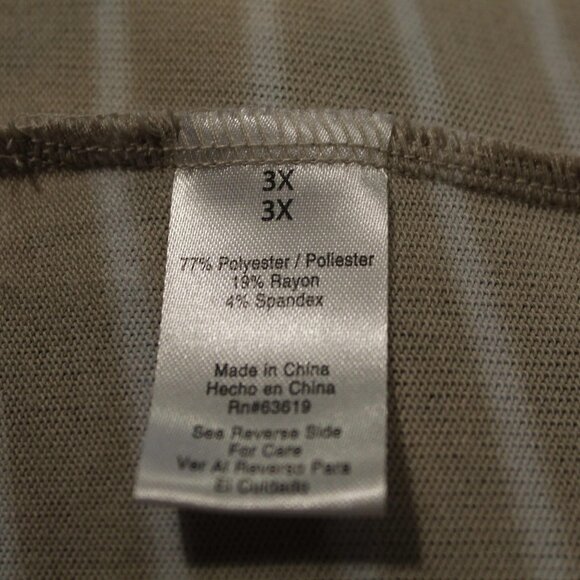 3X
3X
77% Polyester / Poliester
19% Rayon
4% Spandex
Made in China
Hecho en China
Rn#63619
See Reverse Side
For Care
Ver Al Reverso Para
El Cuidado